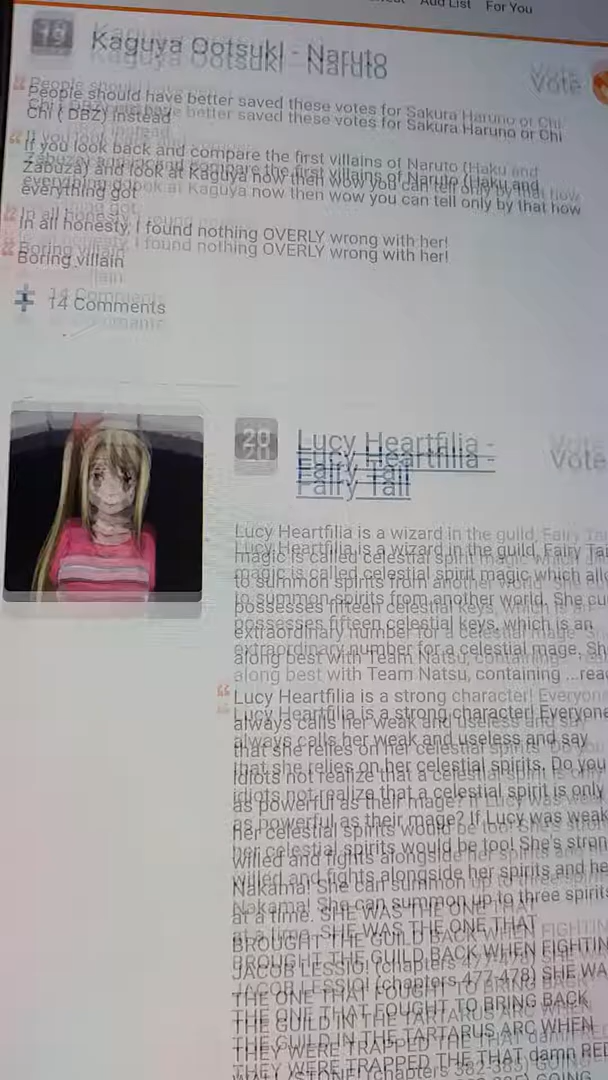 Add List For You
19 Kaguya Ootsuki - Naruto
Vote
People should have better saved these votes for Sakura Haruno or Chi
Chi ( DBZ) instead
If you look back and compare the first villains of Naruto (Haku and
Zabuza) and look at Kaguya now then wow you can tell only by that how
everything got
In all honesty, I found nothing OVERLY wrong with her!
Boring villain
14 Comments
20 Lucy Heartfilia -
Fairy Tail
Vote
Lucy Heartfilia is a wizard in the guild, Fairy
magic is called celestial spirit magic which
to summon spirits from another world. She
possesses fifteen celestial keys, which is an
extraordinary number for a celestial mage.
along best with Team Natsu, containing
Lucy Heartfilia is a strong character! Everyone
always calls her weak and useless and say
that she relies on her celestial spirits. Do you
idiots not realize that a celestial spirit is only
as powerful as their mage? If Lucy was weak
her celestial spirits would be too! She's
willed and fights alongside her spirits and
Nakama! She can summon up to three spirits
at a time. SHE WAS THE ONE THAT
BROUGHT THE GUILD BACK WHEN
JACOB LESSIO! (chapters 477-478) SHE
THE ONE THAT FOUGHT TO BRING BACK
THE GUILD IN THE TARTARUS ARC WHEN
THEY WERE TRAPPED THE THAT damn
(chapters 382-385) GOING